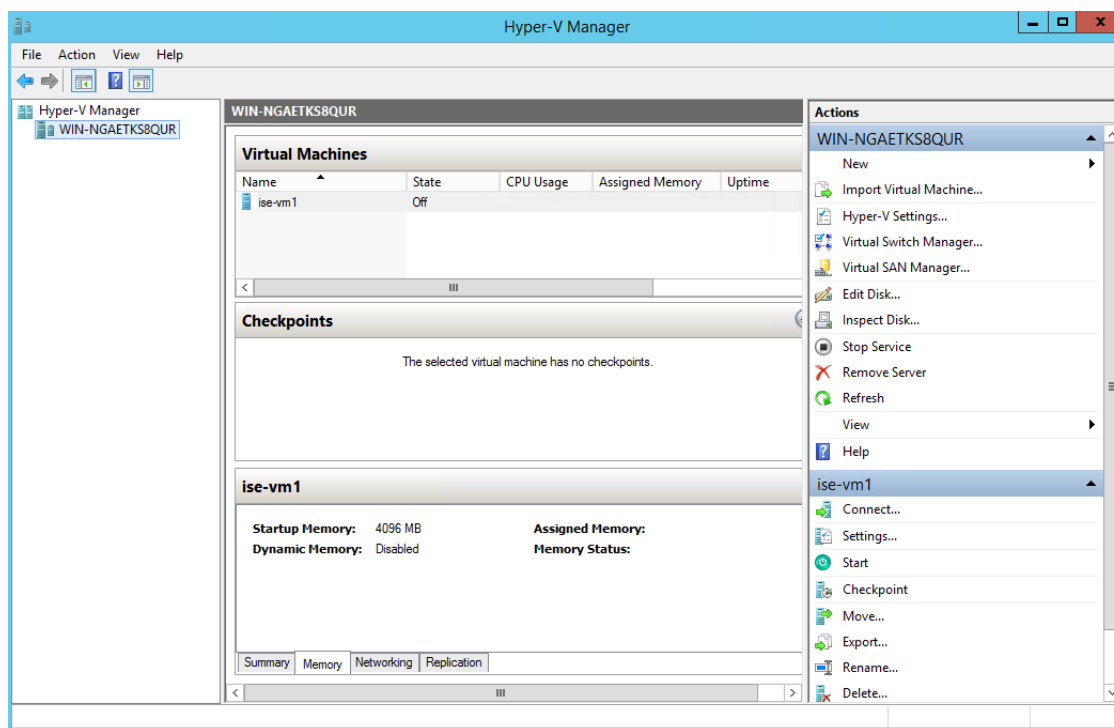 Hyper-V Manager
File Action View Help
Hyper-V Manager
WIN-NGAETKS8QUR
WIN-NGAETKS8QUR
Virtual Machines
Name State CPU Usage Assigned Memory Uptime
ise-vm1 Off
Checkpoints
The selected virtual machine has no checkpoints.
ise-vm1
Startup Memory: 4096 MB Assigned Memory:
Dynamic Memory: Disabled Memory Status:
Summary Memory Networking Replication
Actions
WIN-NGAETKS8QUR
New
Import Virtual Machine...
Hyper-V Settings...
Virtual Switch Manager...
Virtual SAN Manager...
Edit Disk...
Inspect Disk...
Stop Service
Remove Server
Refresh
View
Help
ise-vm1
Connect...
Settings...
Start
Checkpoint
Move...
Export...
Rename...
Delete...